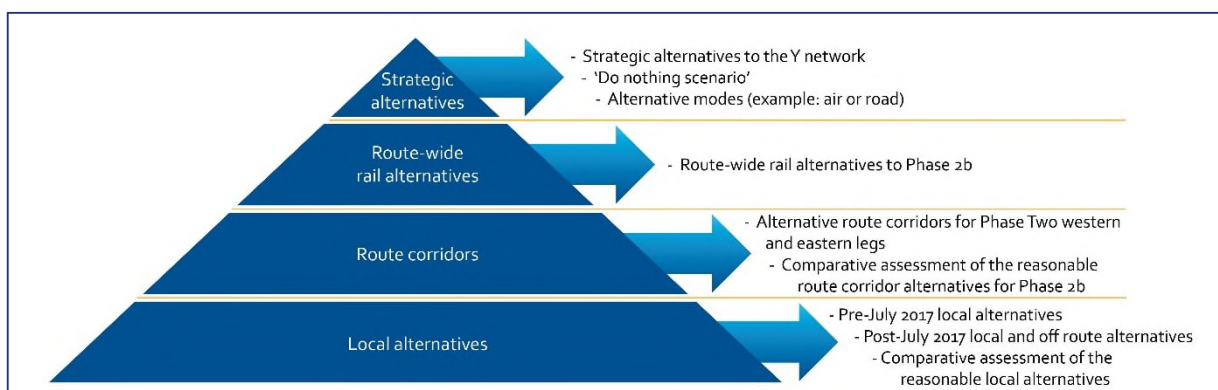 Strategic
alternatives
- Strategic alternatives to the Y network
- 'Do nothing scenario'
- Alternative modes (example: air or road)
Route-wide
rail alternatives
- Route-wide rail alternatives to Phase 2b
Route corridors
- Alternative route corridors for Phase Two western
and eastern legs
- Comparative assessment of the reasonable
route corridor alternatives for Phase 2b
Local alternatives
- Pre-July 2017 local alternatives
- Post-July 2017 local and off route alternatives
- Comparative assessment of the
reasonable local alternatives